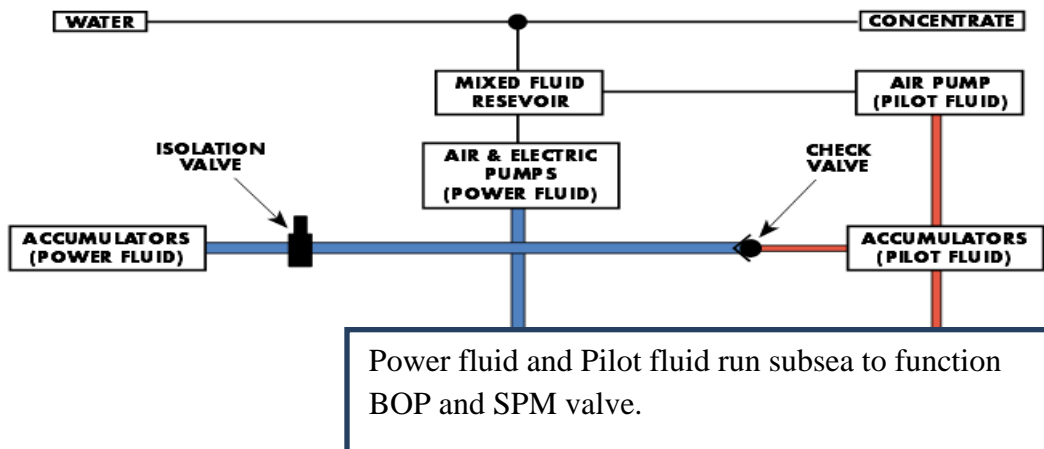 WATER
CONCENTRATE
MIXED FLUID
RESEVOIR
AIR PUMP
(PILOT FLUID)
ISOLATION
VALVE
AIR & ELECTRIC
PUMPS
(POWER FLUID)
CHECK
VALVE
ACCUMULATORS
(POWER FLUID)
ACCUMULATORS
(PILOT FLUID)
Power fluid and Pilot fluid run subsea to function
BOP and SPM valve.